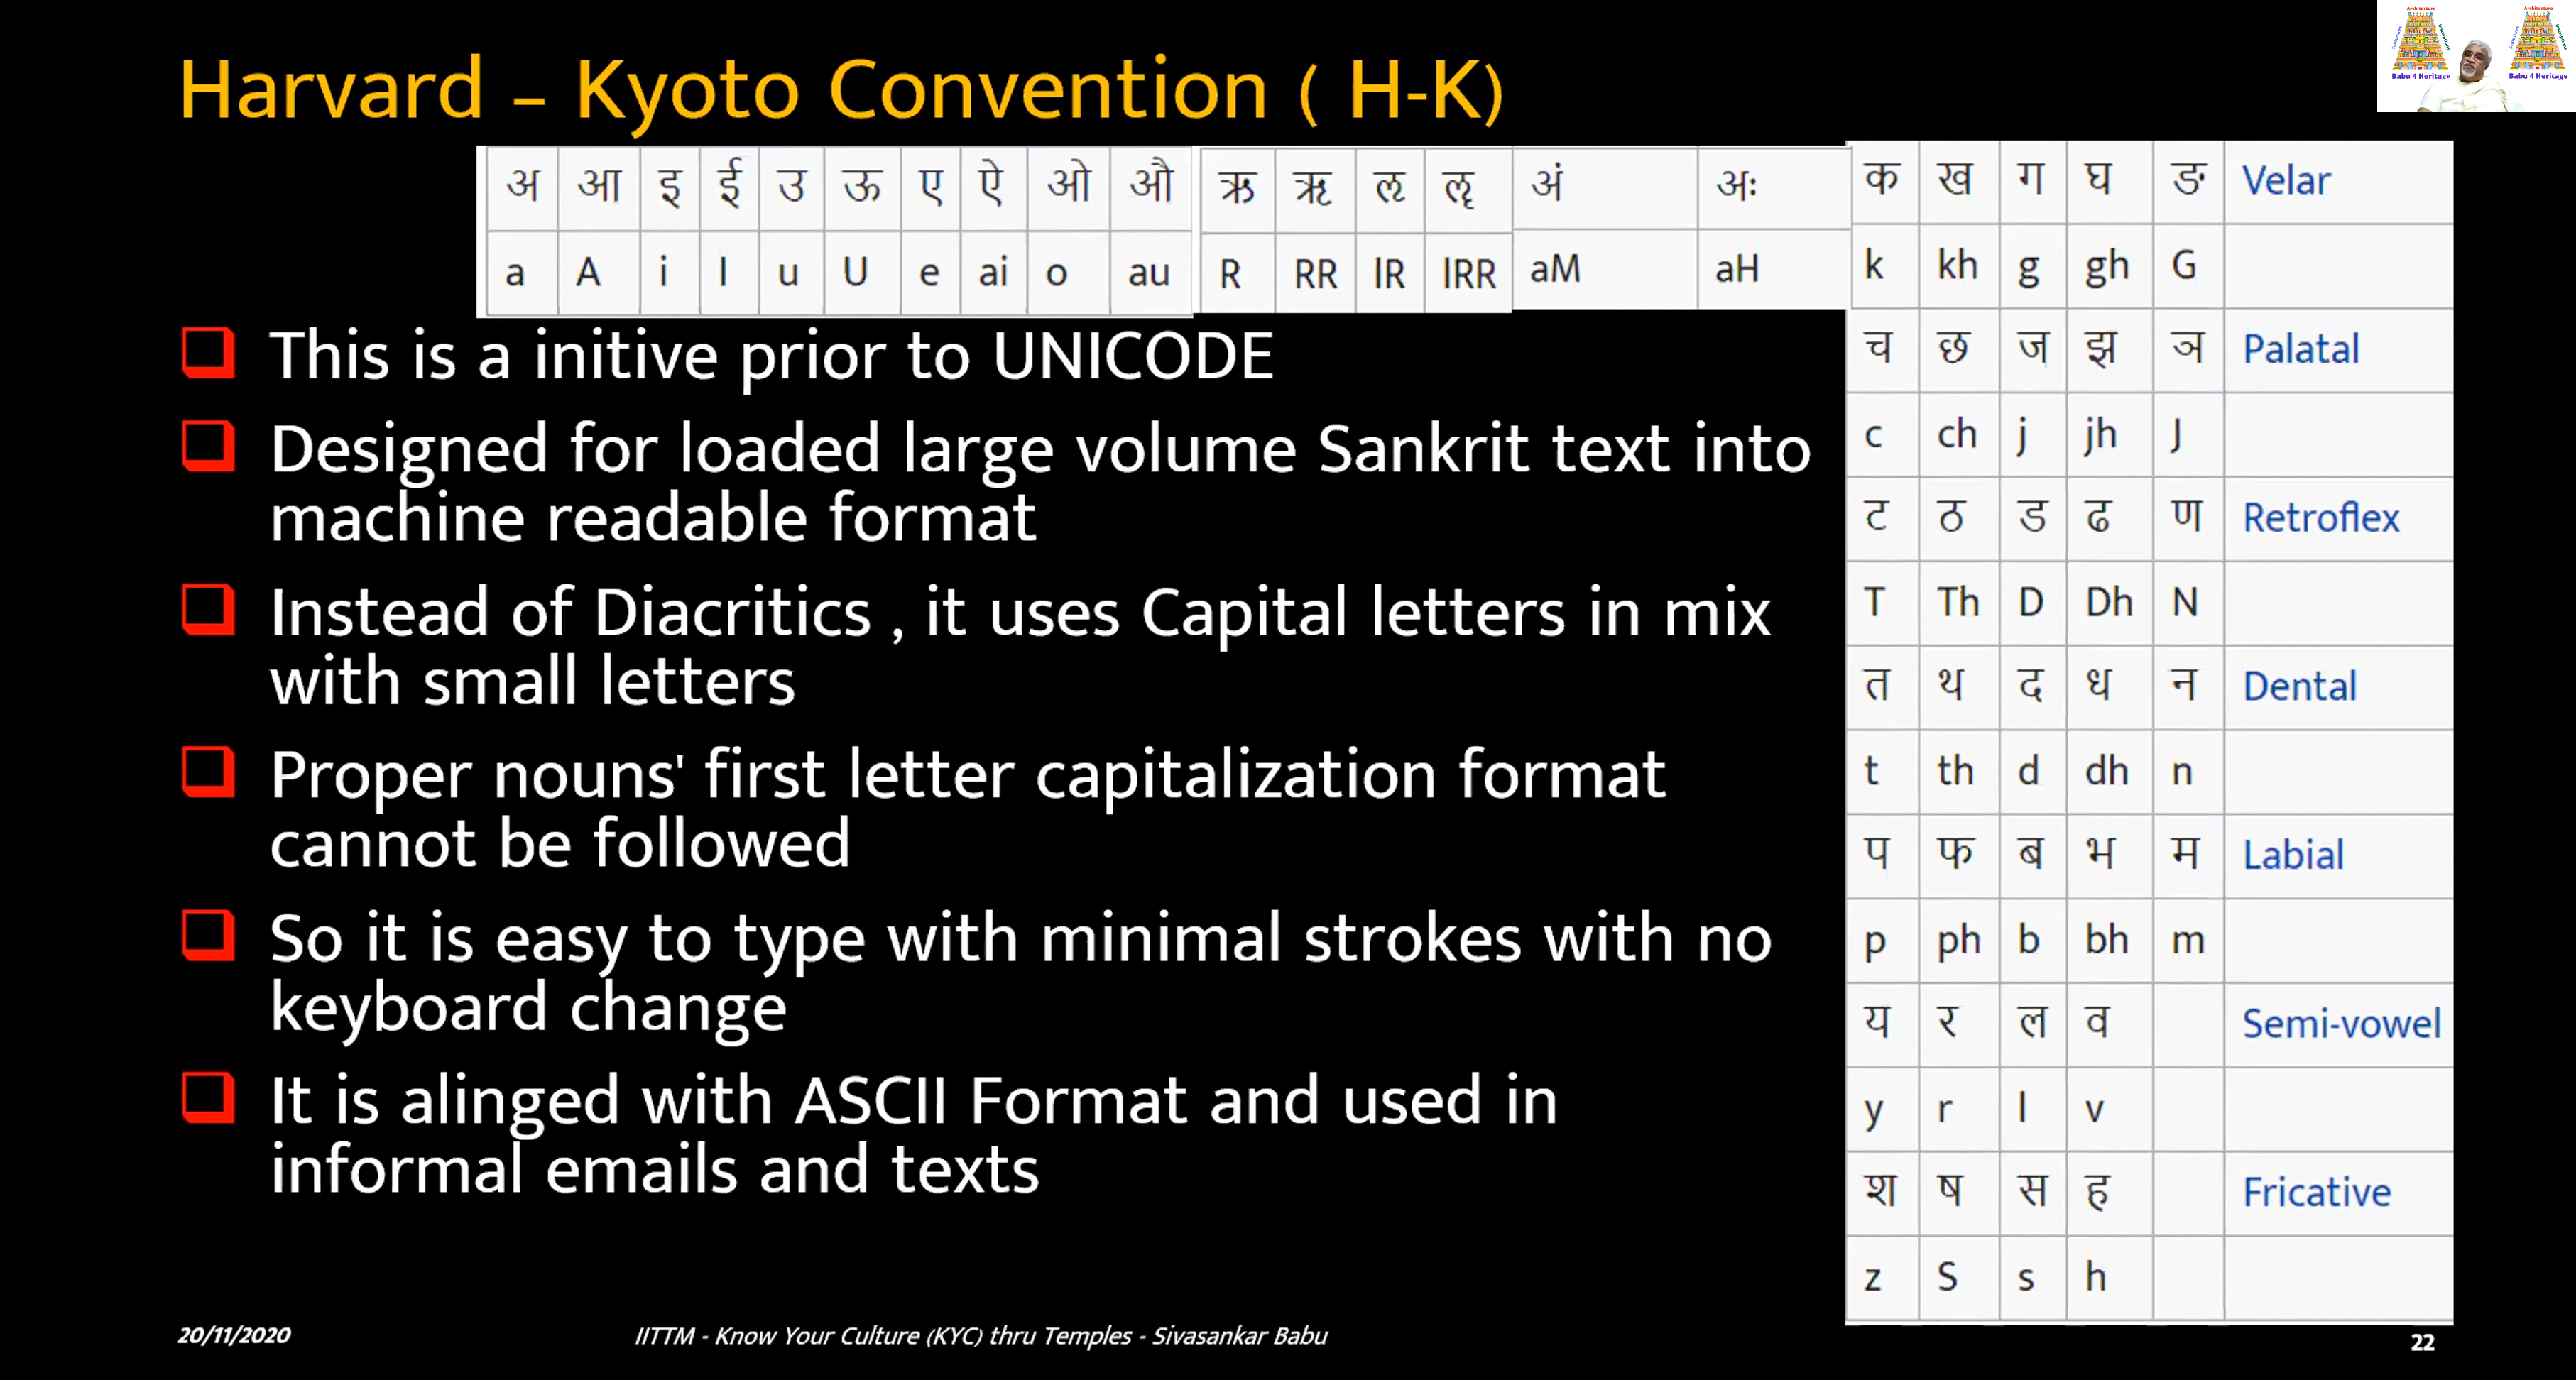 Harvard – Kyoto Convention ( H-K)
अ आ इ ई उ ऊ ए ऐ ओ औ ऋ ॠ ऌ ॡ अं अः
a A i I u U e ai o au R RR lR lRR aM aH
This is a initive prior to UNICODE
Designed for loaded large volume Sankrit text into
machine readable format
Instead of Diacritics , it uses Capital letters in mix
with small letters
Proper nouns' first letter capitalization format
cannot be followed
So it is easy to type with minimal strokes with no
keyboard change
It is alinged with ASCII Format and used in
informal emails and texts
क ख ग घ ङ Velar
k kh g gh G
च छ ज झ ञ Palatal
c ch j jh J
ट ठ ड ढ ण Retroflex
T Th D Dh N
त थ द ध न Dental
t th d dh n
प फ ब भ म Labial
p ph b bh m
य र ल व Semi-vowel
y r l v
श ष स ह Fricative
z S s h
Architecture
Architecture
Babu 4 Heritage
Babu 4 Heritage
20/11/2020
IITTM - Know Your Culture (KYC) thru Temples - Sivasankar Babu
22